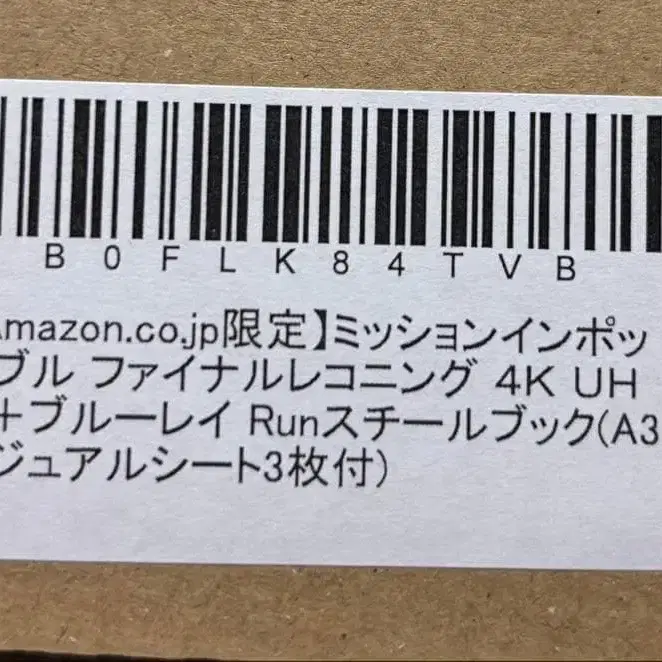 B0FLK84TVB
Amazon.co.jp限定】ミッションインポッ
ブル ファイナルレコニング 4K UH
＋ブルーレイ Runスチールブック(A3
ジュアルシート3枚付)